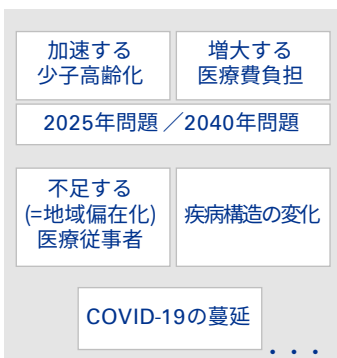 加速する
少子高齢化
増大する
医療費負担
2025年問題／2040年問題
不足する
(=地域偏在化)
医療従事者
疾病構造の変化
COVID-19の蔓延
・・・